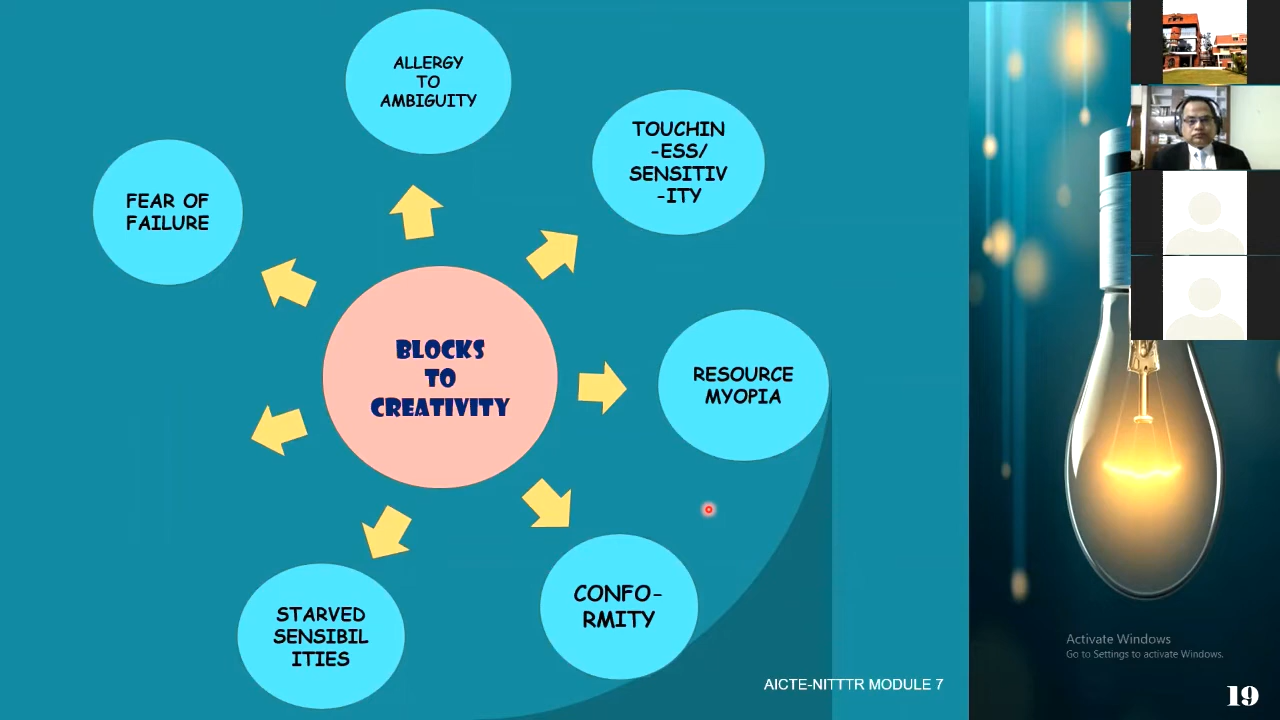 ALLERGY
TO
AMBIGUITY
TOUCHIN
-ESS/
SENSITIV
-ITY
FEAR OF
FAILURE
BLOCKS
TO
CREATIVITY
RESOURCE
MYOPIA
CONFO-
RMITY
STARVED
SENSIBIL
ITIES
AICTE-NITTTR MODULE 7
Activate Windows
Go to Settings to activate Windows.
19